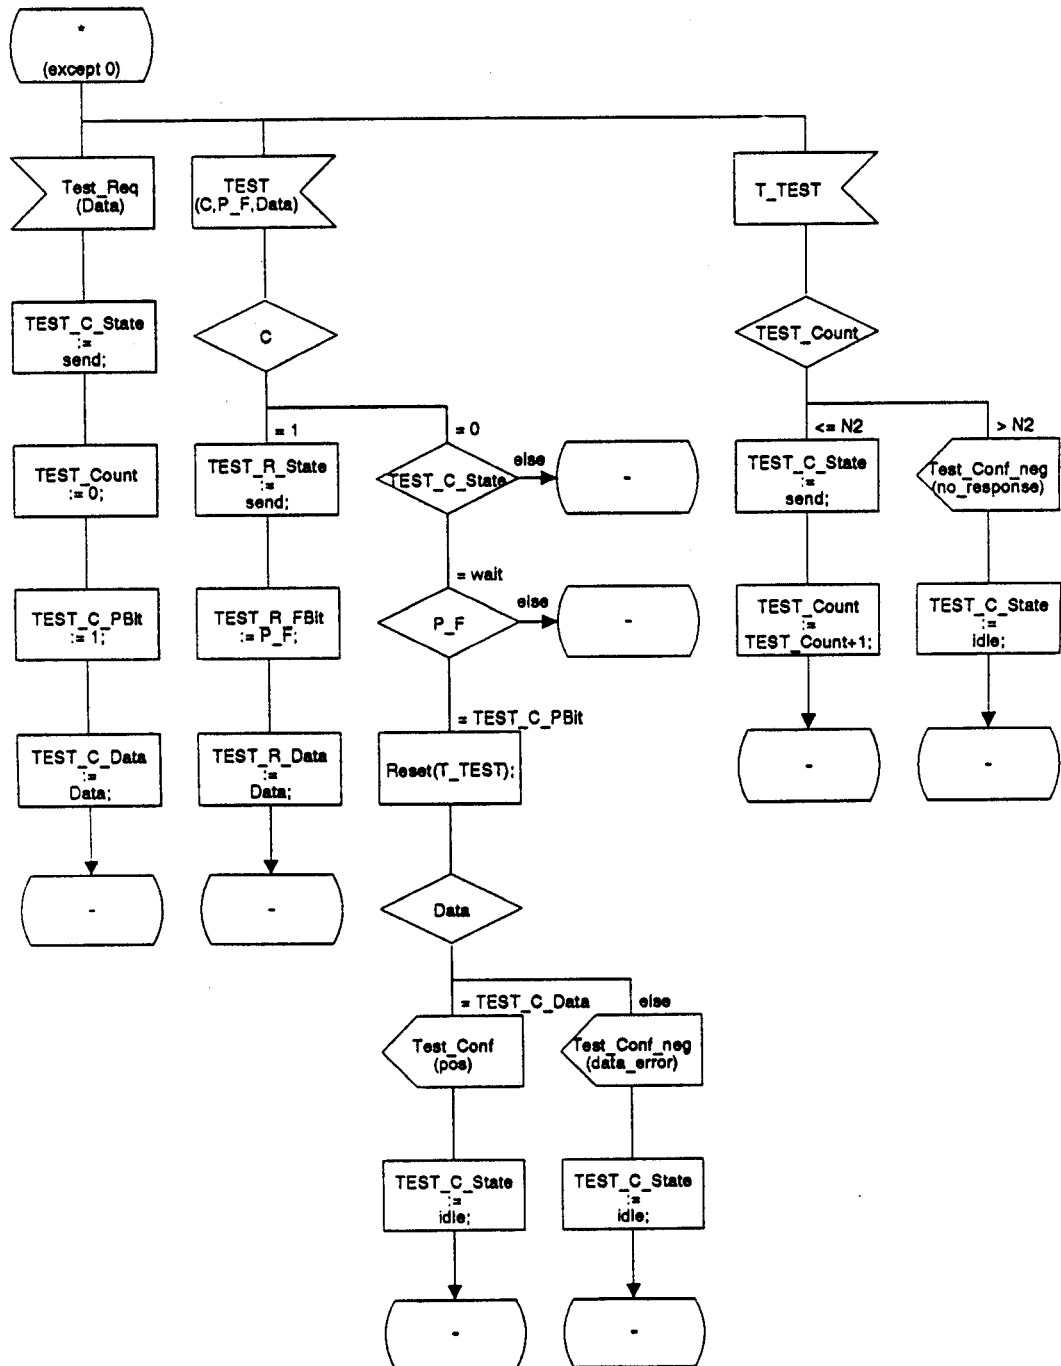 *
(except 0)
Test_Req
(Data)
TEST
(C,P_F,Data)
T_TEST
TEST_C_State
:=
send;
C
TEST_Count
= 1
= 0
<= N2
> N2
TEST_Count
:= 0;
TEST_R_State
:=
send;
TEST_C_State
else
-
TEST_C_State
:=
send;
Test_Conf_neg
(no_response)
= wait
TEST_C_PBit
:= 1;
TEST_R_FBit
:= P_F;
P_F
else
-
TEST_Count
:=
TEST_Count+1;
TEST_C_State
:=
idle;
= TEST_C_PBit
TEST_C_Data
:=
Data;
TEST_R_Data
:=
Data;
Reset(T_TEST);
-
-
-
-
Data
= TEST_C_Data
else
Test_Conf
(pos)
Test_Conf_neg
(data_error)
TEST_C_State
:=
idle;
TEST_C_State
:=
idle;
-
-